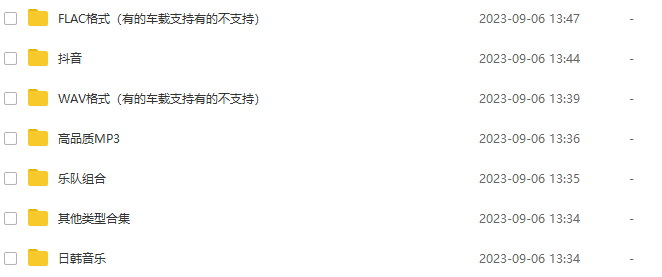 FLAC格式（有的车载支持有的不支持） 2023-09-06 13:47 -
抖音 2023-09-06 13:44 -
WAV格式（有的车载支持有的不支持） 2023-09-06 13:39 -
高品质MP3 2023-09-06 13:36 -
乐队组合 2023-09-06 13:35 -
其他类型合集 2023-09-06 13:34 -
日韩音乐 2023-09-06 13:34 -